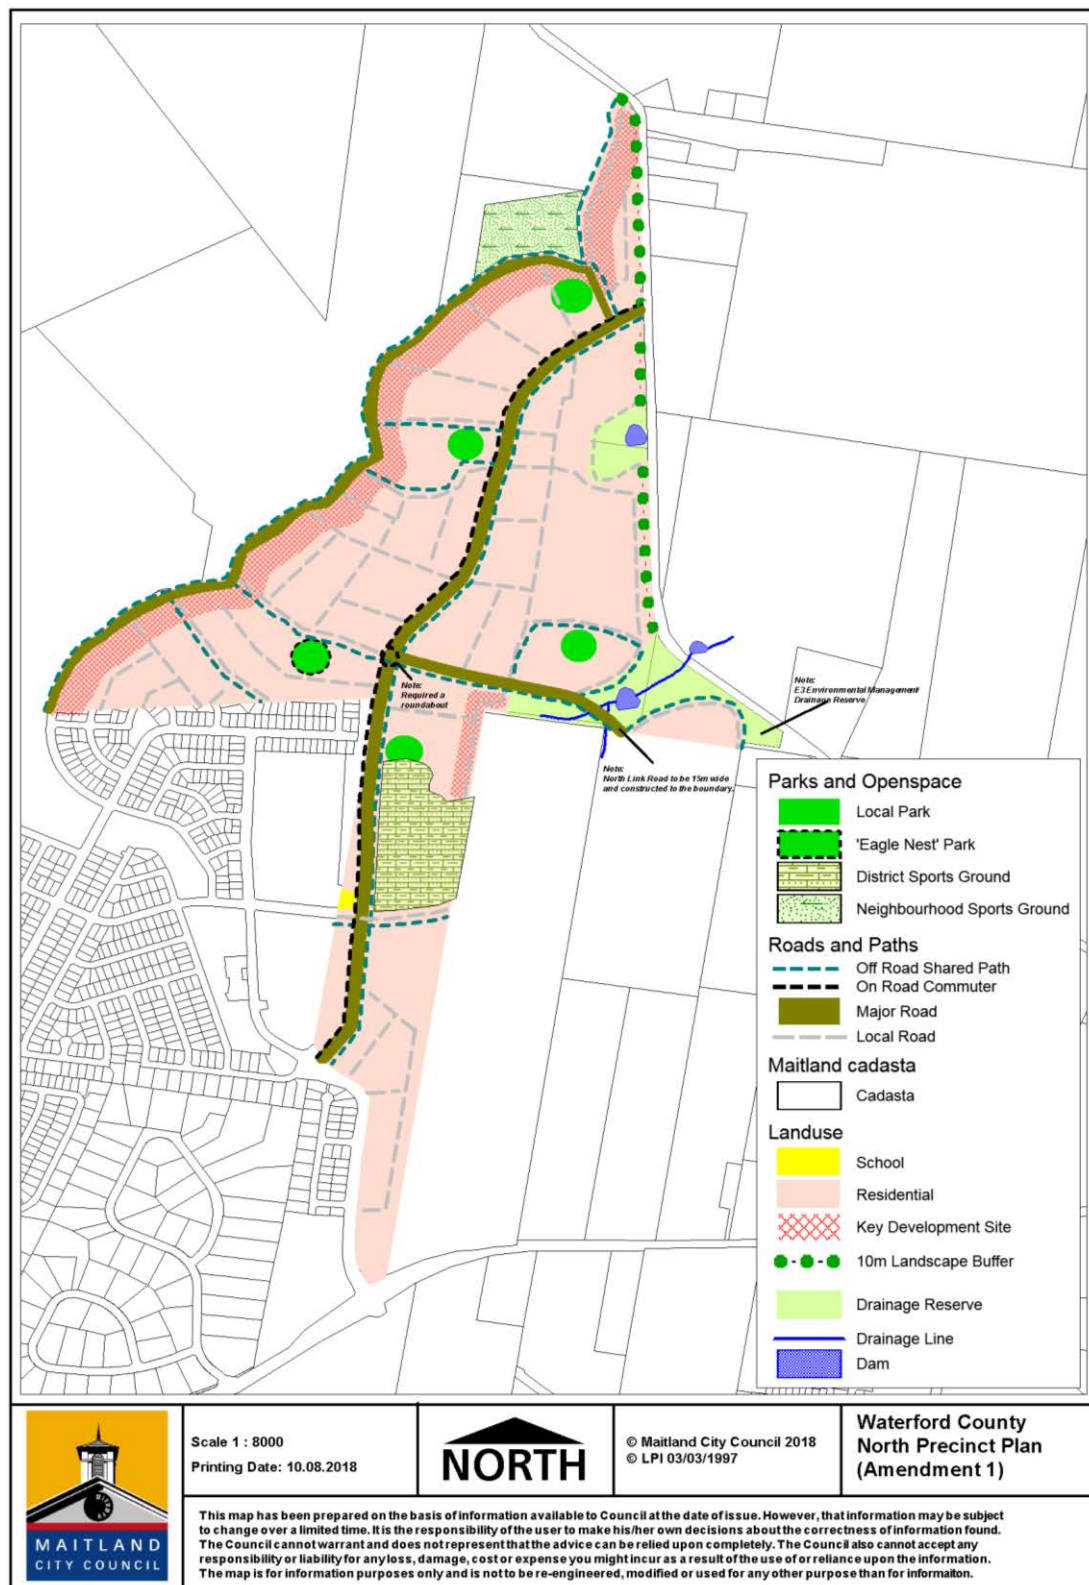 Note:
Required a
roundabout
Note:
E3 Environmental Management/
Drainage Reserve
Note:
North Link Road to be 15m wide
and constructed to the boundary.
Parks and Openspace
Local Park
'Eagle Nest' Park
District Sports Ground
Neighbourhood Sports Ground
Roads and Paths
Off Road Shared Path
On Road Commuter
Major Road
Local Road
Maitland cadasta
Cadasta
Landuse
School
Residential
Key Development Site
10m Landscape Buffer
Drainage Reserve
Drainage Line
Dam
MAITLAND
CITY COUNCIL
Scale 1 : 8000
Printing Date: 10.08.2018
NORTH
© Maitland City Council 2018
© LPI 03/03/1997
Waterford County
North Precinct Plan
(Amendment 1)
This map has been prepared on the basis of information available to Council at the date of issue. However, that information may be subject
to change over a limited time. It is the responsibility of the user to make his/her own decisions about the correctness of information found.
The Council cannot warrant and does not represent that the advice can be relied upon completely. The Council also cannot accept any
responsibility or liability for any loss, damage, cost or expense you might incur as a result of the use of or reliance upon the information.
The map is for information purposes only and is not to be re-engineered, modified or used for any other purpose than for informaiton.